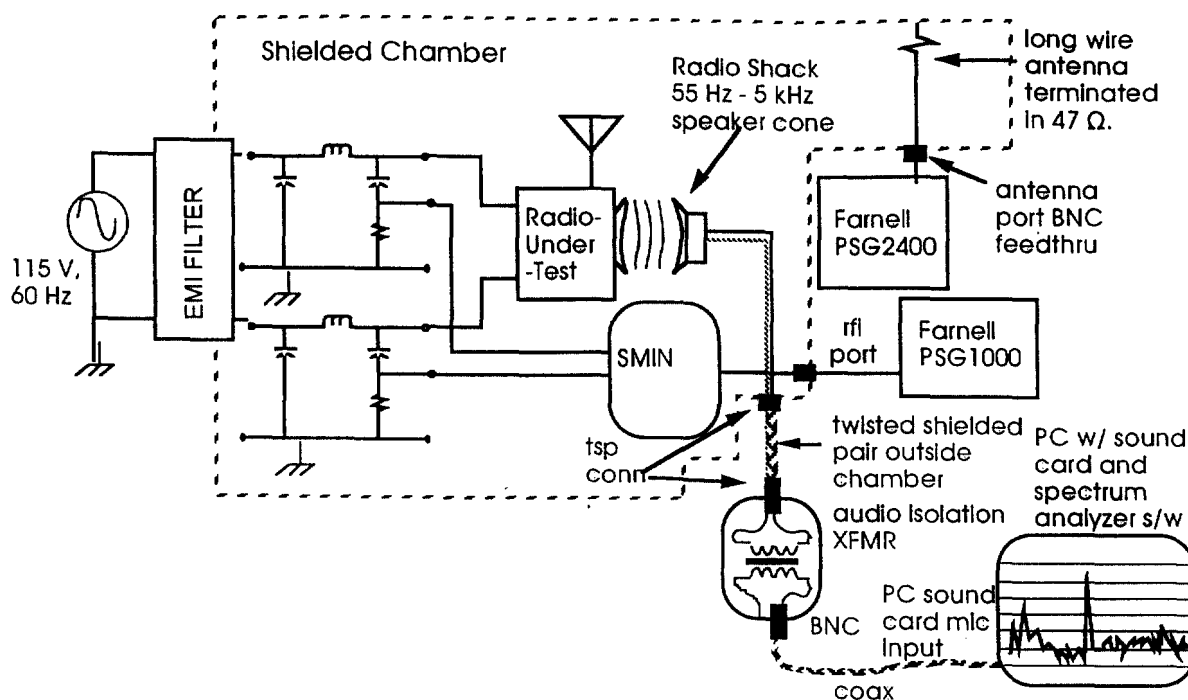 Shielded Chamber
Radio Shack
55 Hz - 5 kHz
speaker cone
long wire
antenna
terminated
in 47 Ω.
115 V,
60 Hz
EMI FILTER
Radio-
Under
-Test
Farnell
PSG2400
antenna
port BNC
feedthru
SMIN
rfi
port
Farnell
PSG1000
tsp
conn
twisted shielded
pair outside
chamber
PC w/ sound
card and
spectrum
analyzer s/w
audio isolation
XFMR
BNC
PC sound
card mic
input
coax